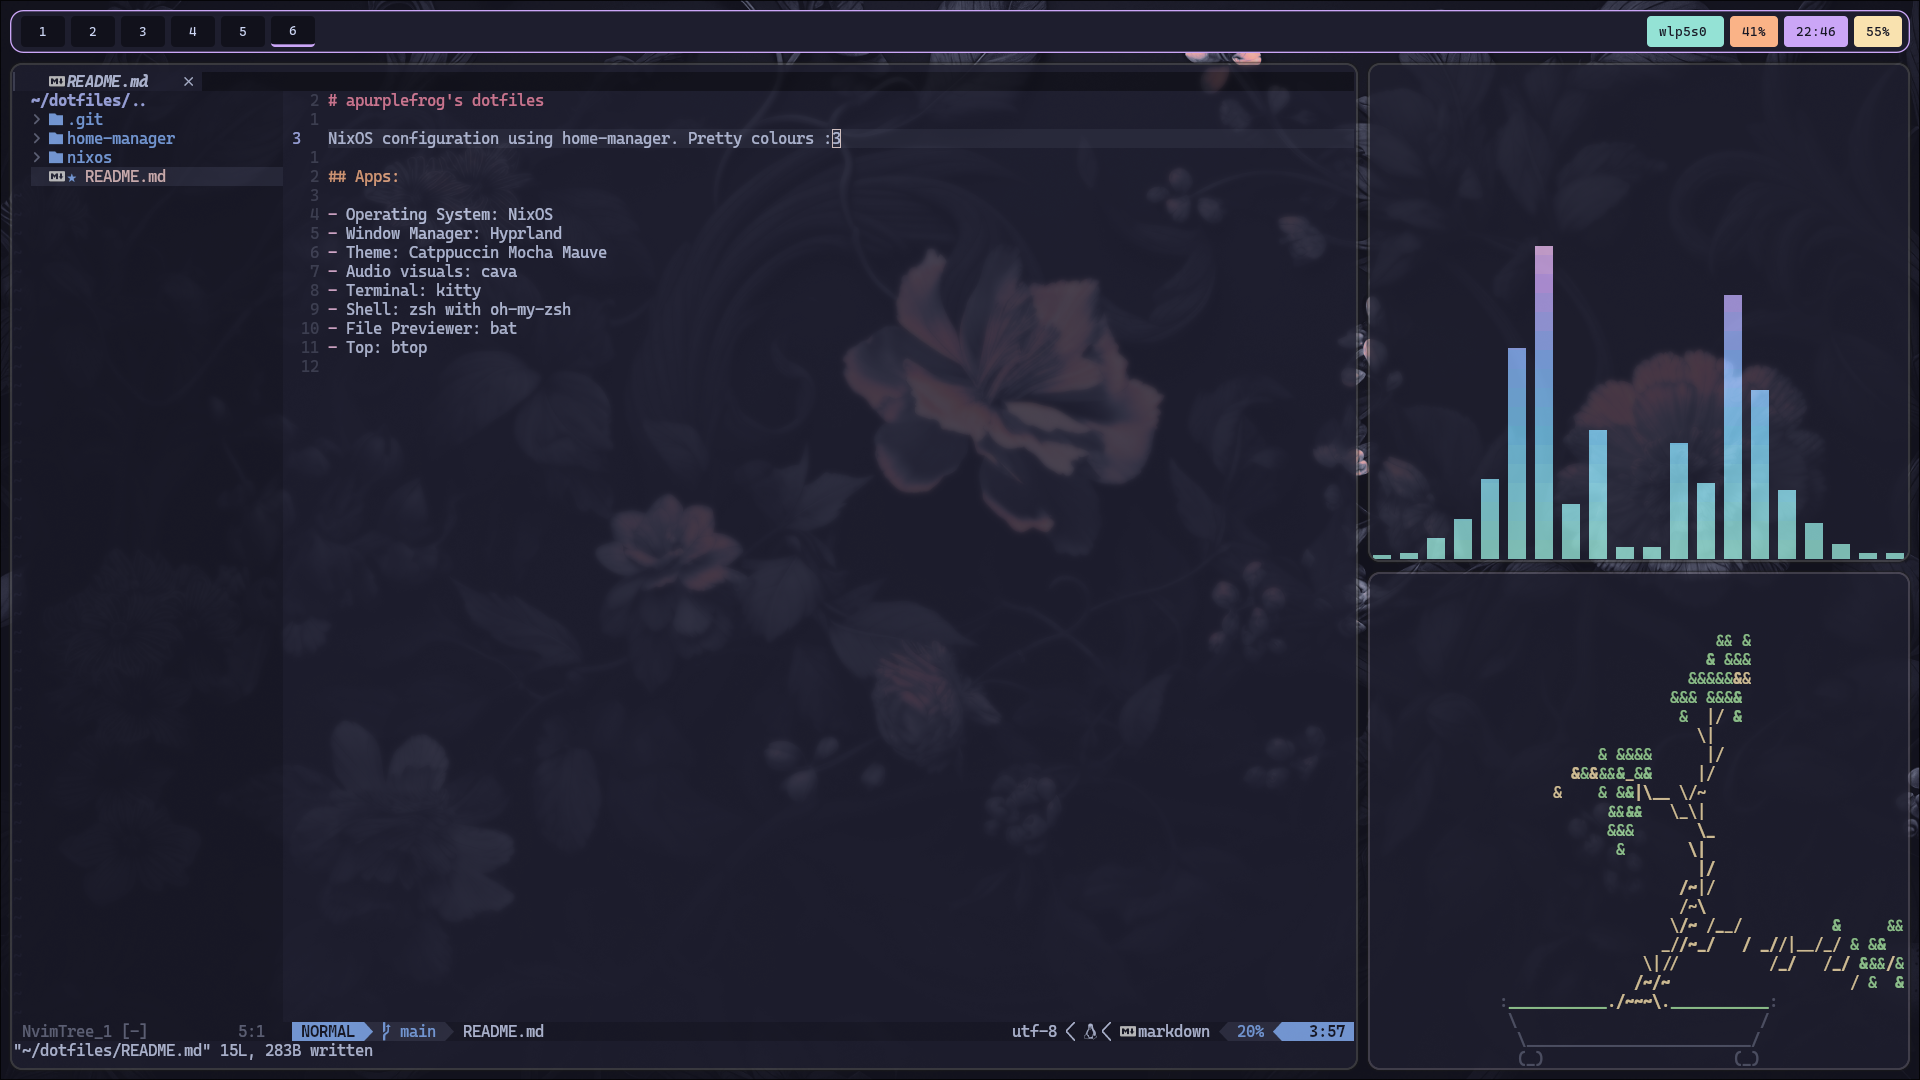 1 2 3 4 5 6 wlp5s0 41% 22:46 55%
README.md ×
~/dotfiles/..
.git
home-manager
nixos
README.md
2 # apurplefrog's dotfiles
1
3 NixOS configuration using home-manager. Pretty colours :3
1
2 ## Apps:
3
4 - Operating System: NixOS
5 - Window Manager: Hyprland
6 - Theme: Catppuccin Mocha Mauve
7 - Audio visuals: cava
8 - Terminal: kitty
9 - Shell: zsh with oh-my-zsh
10 - File Previewer: bat
11 - Top: btop
12
NvimTree_1 [-] 5:1 NORMAL main README.md utf-8 markdown 20% 3:57
"~/dotfiles/README.md" 15L, 283B written